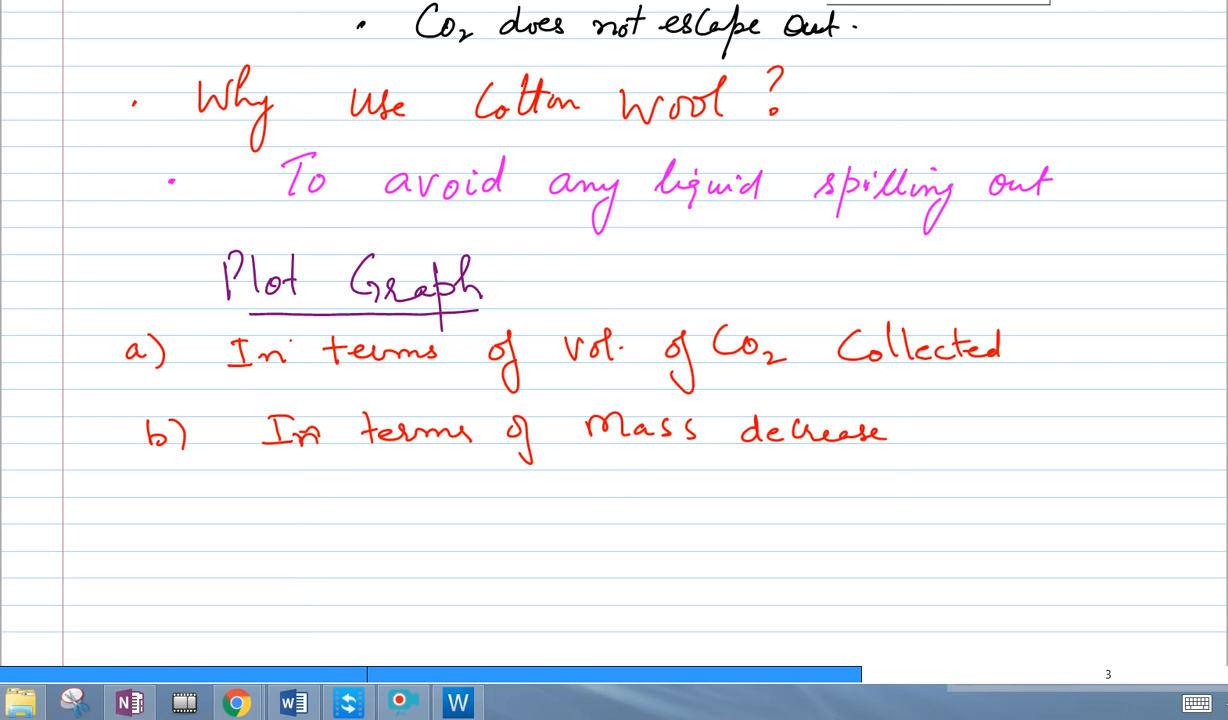 • CO₂ does not escape out.
• Why use Cotton Wool?
• To avoid any liquid spilling out
Plot Graph
a) In terms of vol. of CO₂ Collected
b) In terms of Mass decrease
3
N W W